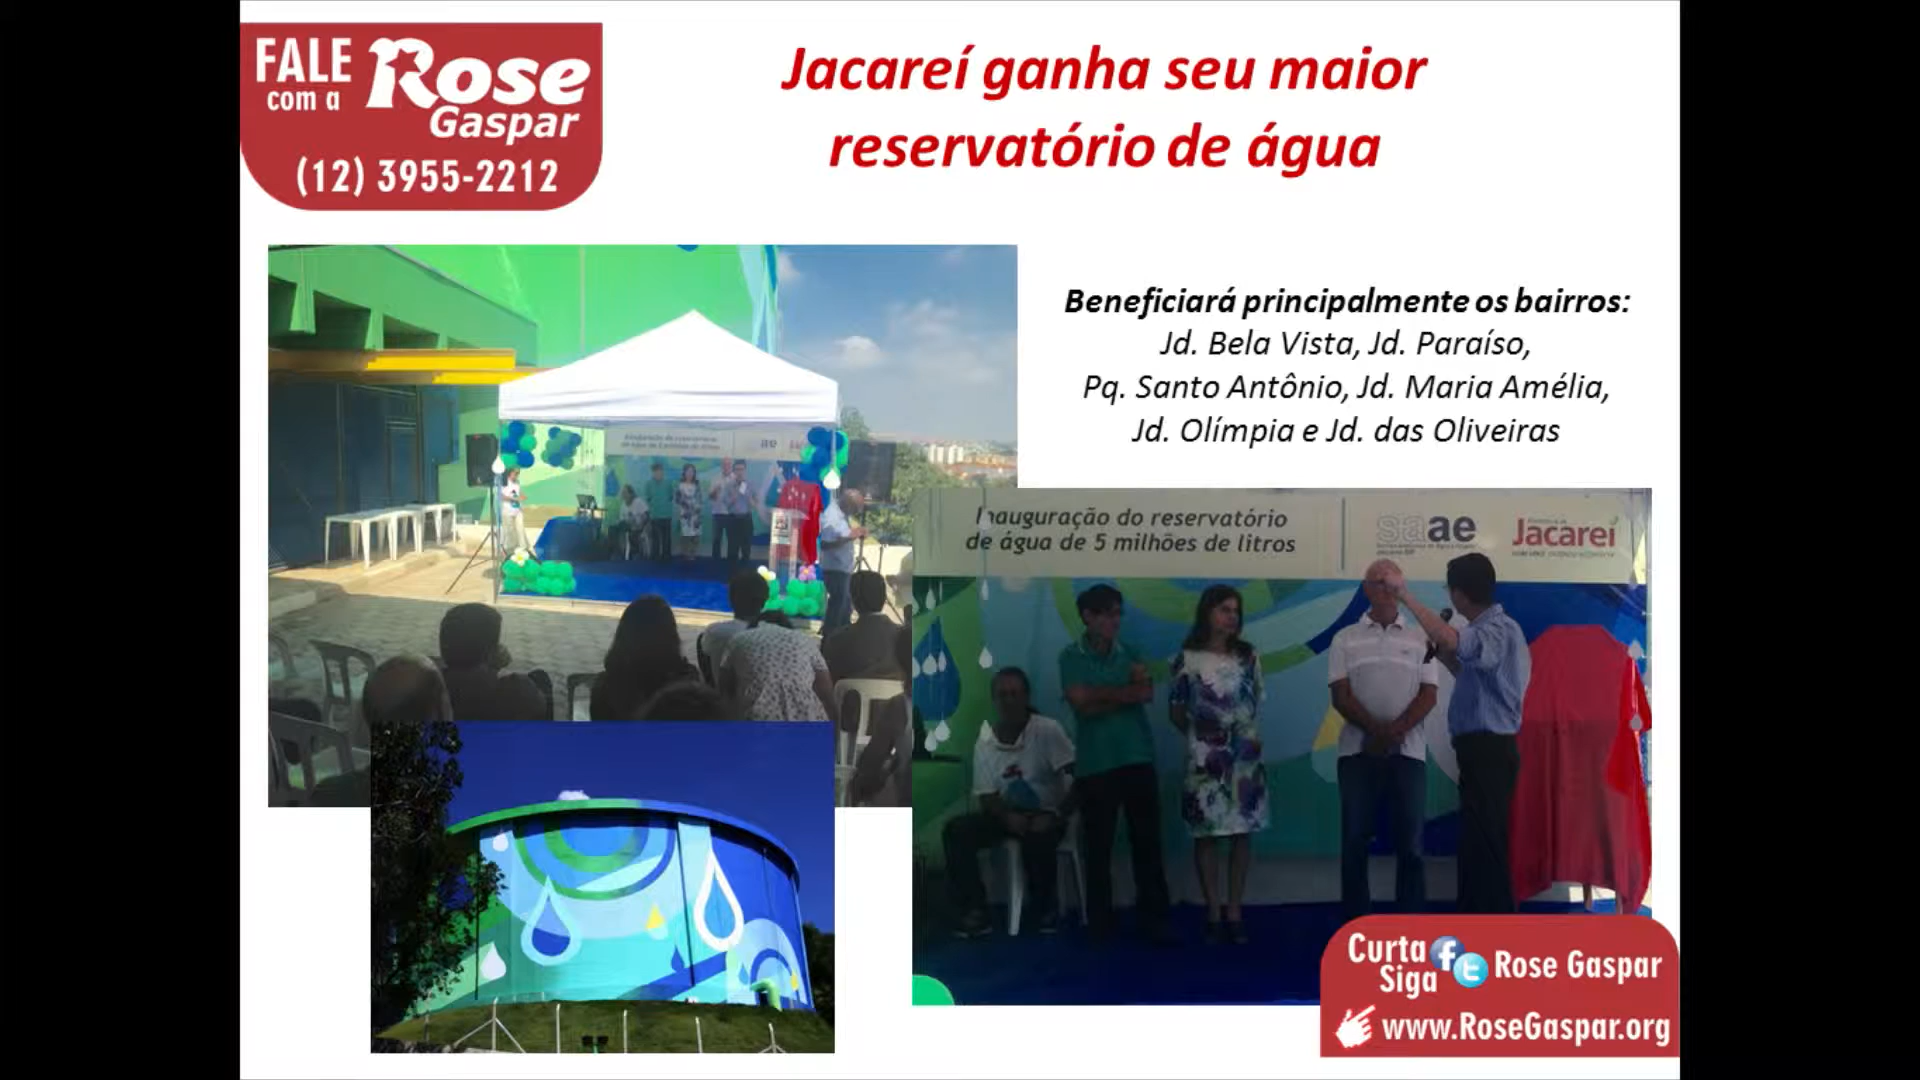 FALE
com a
Rose
Gaspar
(12) 3955-2212
Jacareí ganha seu maior
reservatório de água
Beneficiará principalmente os bairros:
Jd. Bela Vista, Jd. Paraíso,
Pq. Santo Antônio, Jd. Maria Amélia,
Jd. Olímpia e Jd. das Oliveiras
Inauguração do reservatório
de água de 5 milhões de litros
saae
Jacareí
Curta
Siga
Rose Gaspar
www.RoseGaspar.org